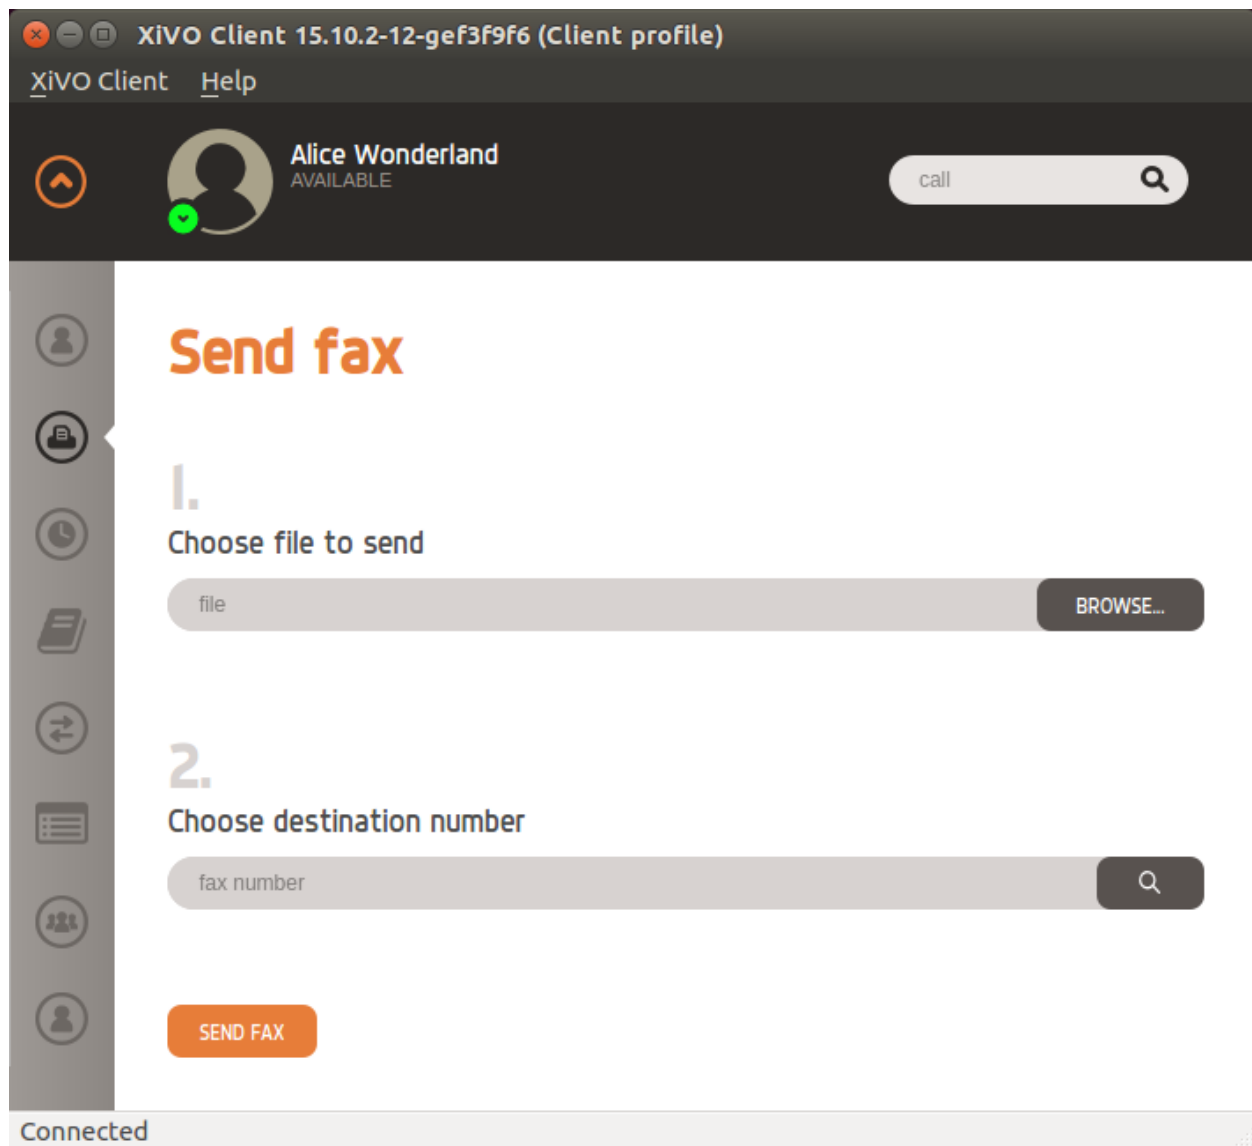 XiVO Client 15.10.2-12-gef3f9f6 (Client profile)
XiVO Client Help
Alice Wonderland
AVAILABLE
call
Send fax
1.
Choose file to send
file
BROWSE...
2.
Choose destination number
fax number
SEND FAX
Connected